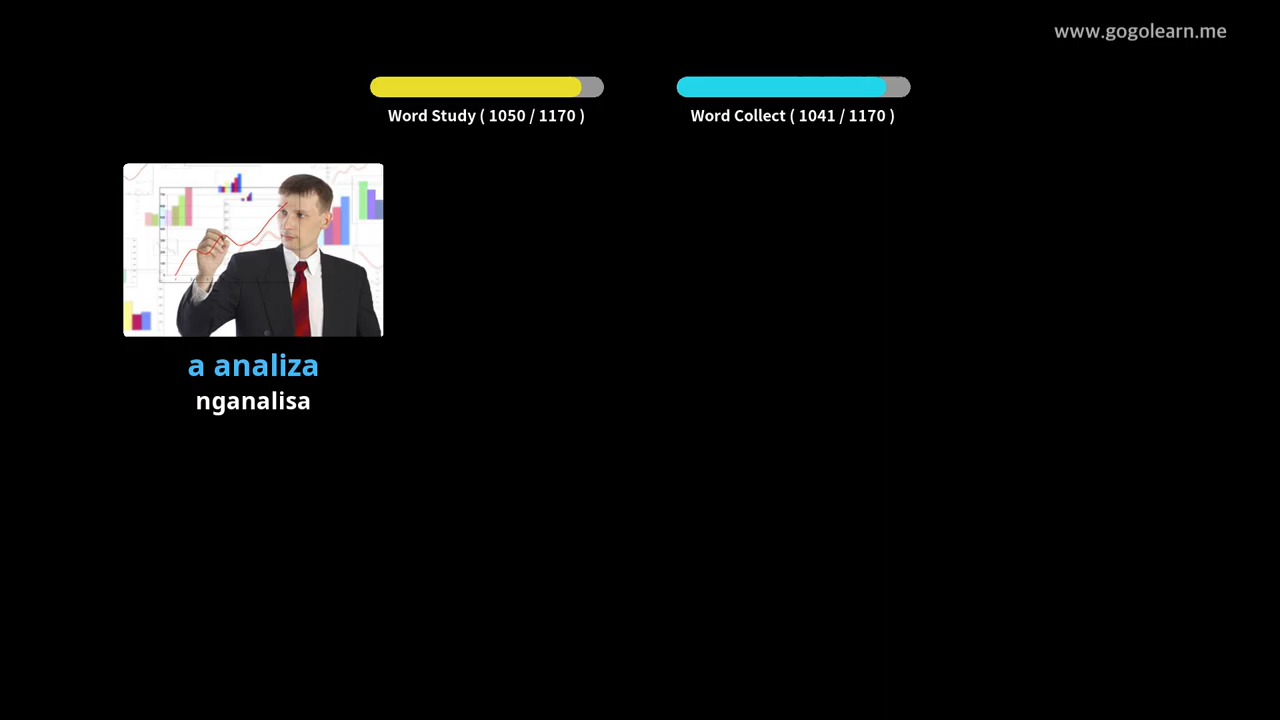 www.gogolearn.me
Word Study ( 1050 / 1170 )
Word Collect ( 1041 / 1170 )
a analiza
nganalisa